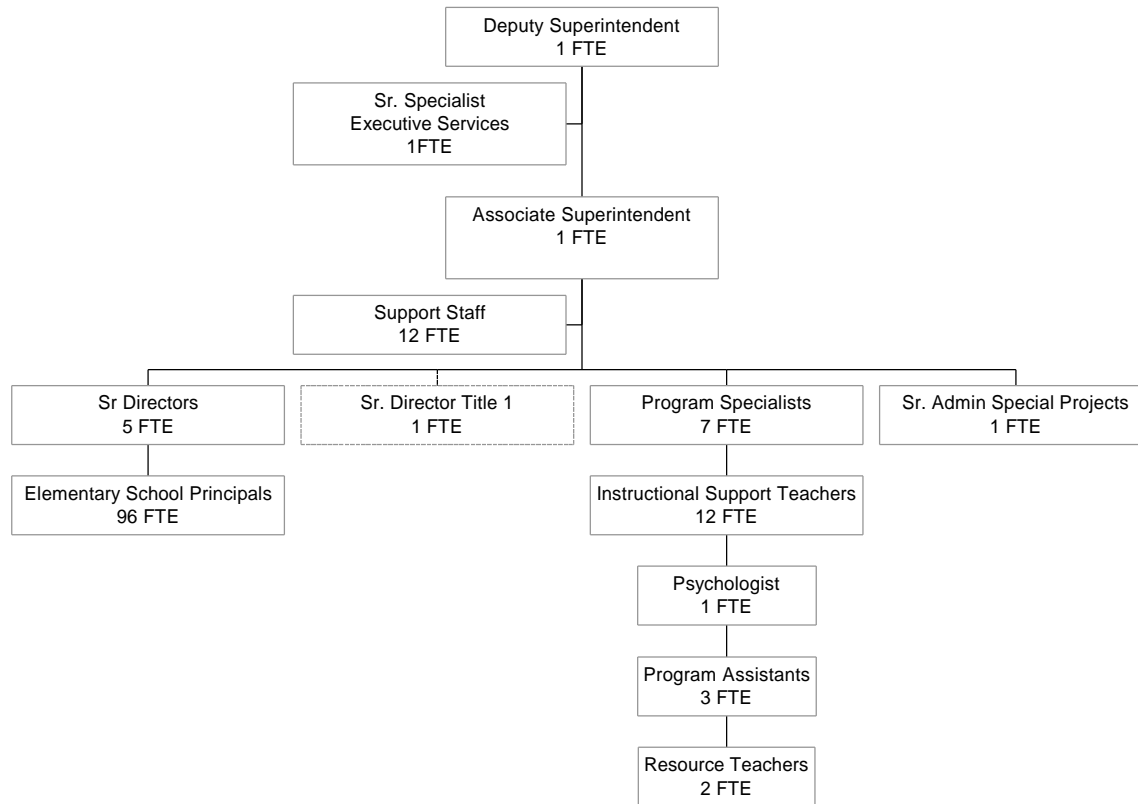 Deputy Superintendent
1 FTE
Sr. Specialist
Executive Services
1FTE
Associate Superintendent
1 FTE
Support Staff
12 FTE
Sr Directors
5 FTE
Sr. Director Title 1
1 FTE
Program Specialists
7 FTE
Sr. Admin Special Projects
1 FTE
Elementary School Principals
96 FTE
Instructional Support Teachers
12 FTE
Psychologist
1 FTE
Program Assistants
3 FTE
Resource Teachers
2 FTE